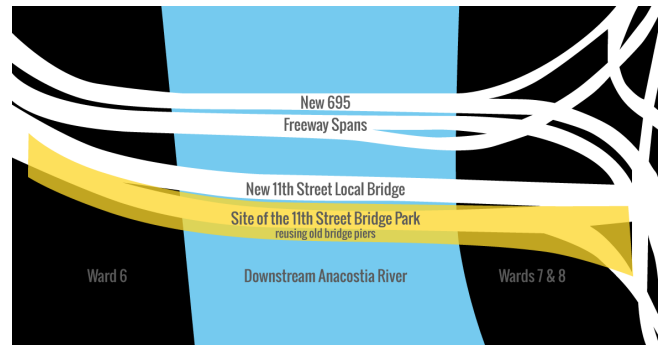 New 695
Freeway Spans
New 11th Street Local Bridge
Site of the 11th Street Bridge Park
reusing old bridge piers
Ward 6
Downstream Anacostia River
Wards 7 & 8